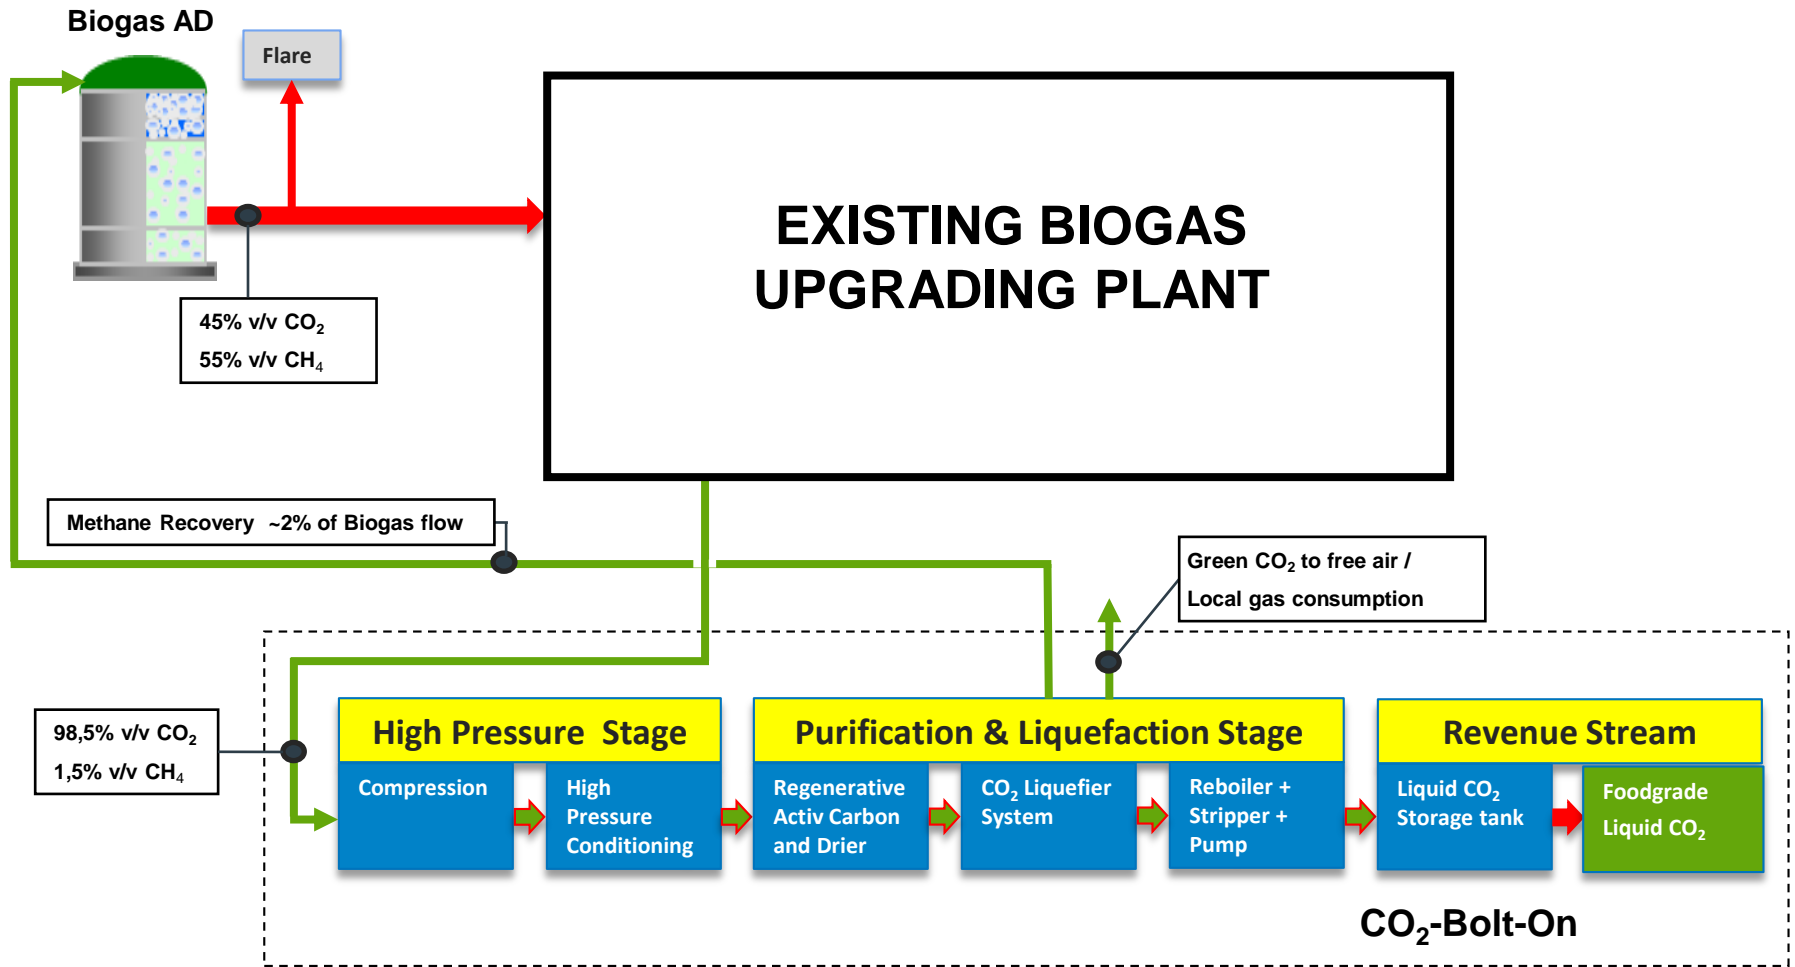 Biogas AD
Flare
EXISTING BIOGAS
UPGRADING PLANT
45% v/v CO₂
55% v/v CH₄
Methane Recovery ~2% of Biogas flow
Green CO₂ to free air /
Local gas consumption
98,5% v/v CO₂
1,5% v/v CH₄
High Pressure Stage
Compression
High
Pressure
Conditioning
Purification & Liquefaction Stage
Regenerative
Activ Carbon
and Drier
CO₂ Liquefier
System
Reboiler +
Stripper +
Pump
Revenue Stream
Liquid CO₂
Storage tank
Foodgrade
Liquid CO₂
CO₂-Bolt-On